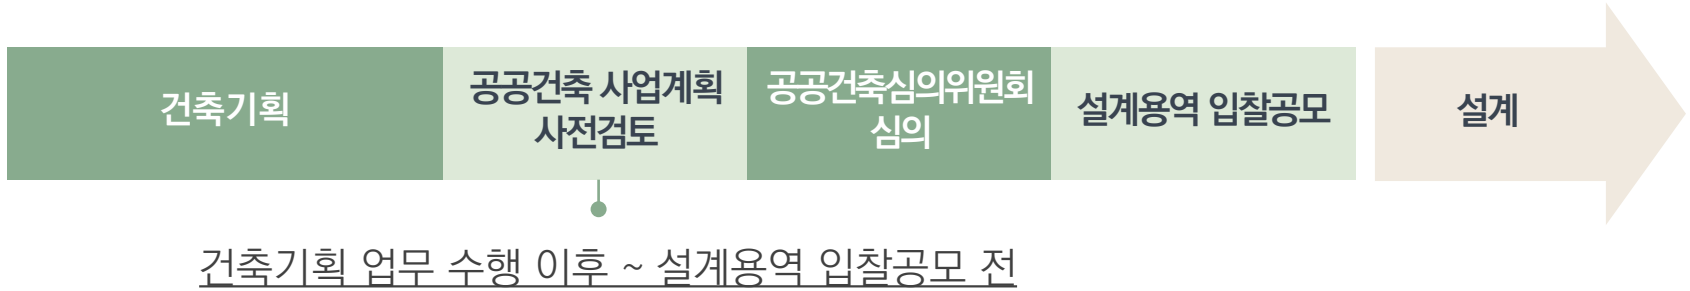 건축기획
공공건축 사업계획
사전검토
공공건축심의위원회
심의
설계용역 입찰공모
설계
건축기획 업무 수행 이후 ~ 설계용역 입찰공모 전